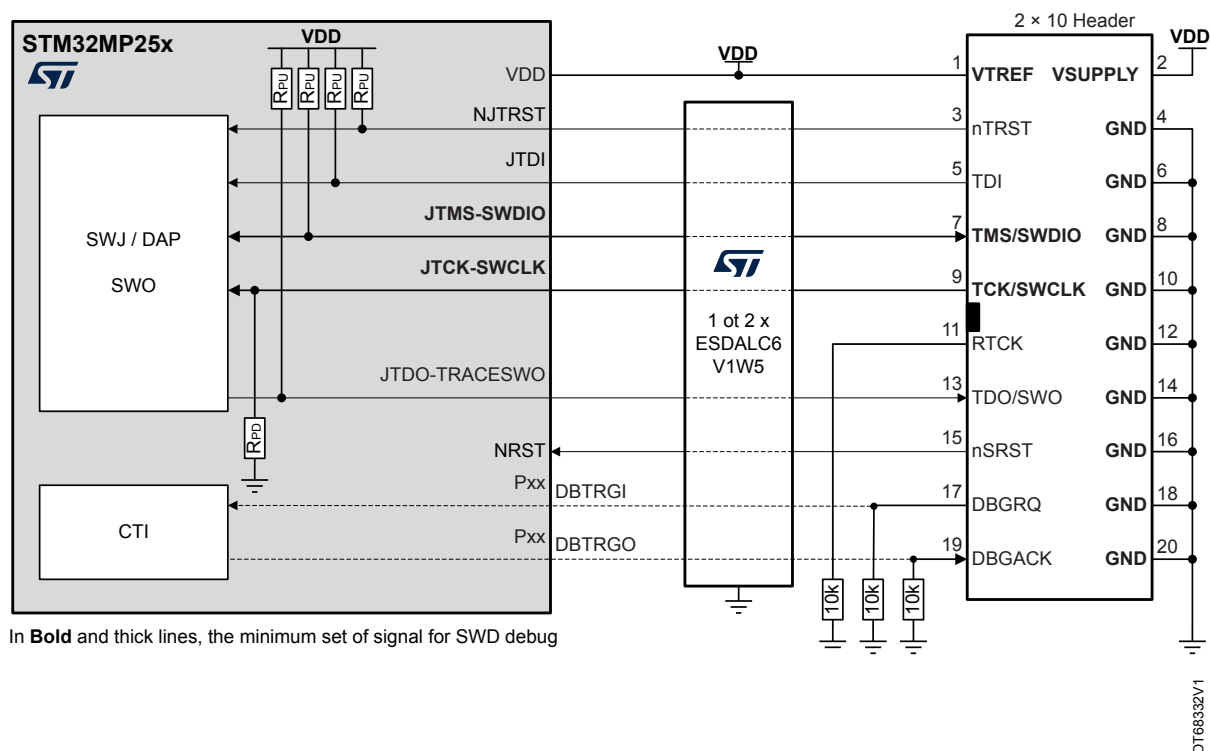 2 × 10 Header
STM32MP25x
VDD
RPU
RPU
RPU
RPU
VDD
VDD
VDD
1
VTREF
VSUPPLY
2
NJTRST
3
nTRST
GND
4
JTDI
5
TDI
GND
6
JTMS-SWDIO
7
TMS/SWDIO
GND
8
SWJ / DAP
SWO
JTCK-SWCLK
9
TCK/SWCLK
GND
10
1 ot 2 x
ESDALC6
V1W5
11
RTCK
GND
12
JTDO-TRACESWO
13
TDO/SWO
GND
14
RPD
NRST
15
nSRST
GND
16
Pxx
DBTRGI
17
DBGRQ
GND
18
CTI
Pxx
DBTRGO
19
DBGACK
GND
20
10k
10k
10k
In Bold and thick lines, the minimum set of signal for SWD debug
DT68332V1